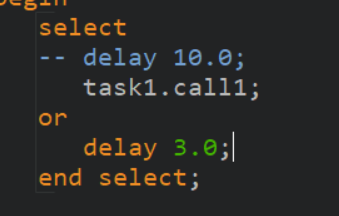 begin
select
-- delay 10.0;
task1.call1;
or
delay 3.0;
end select;